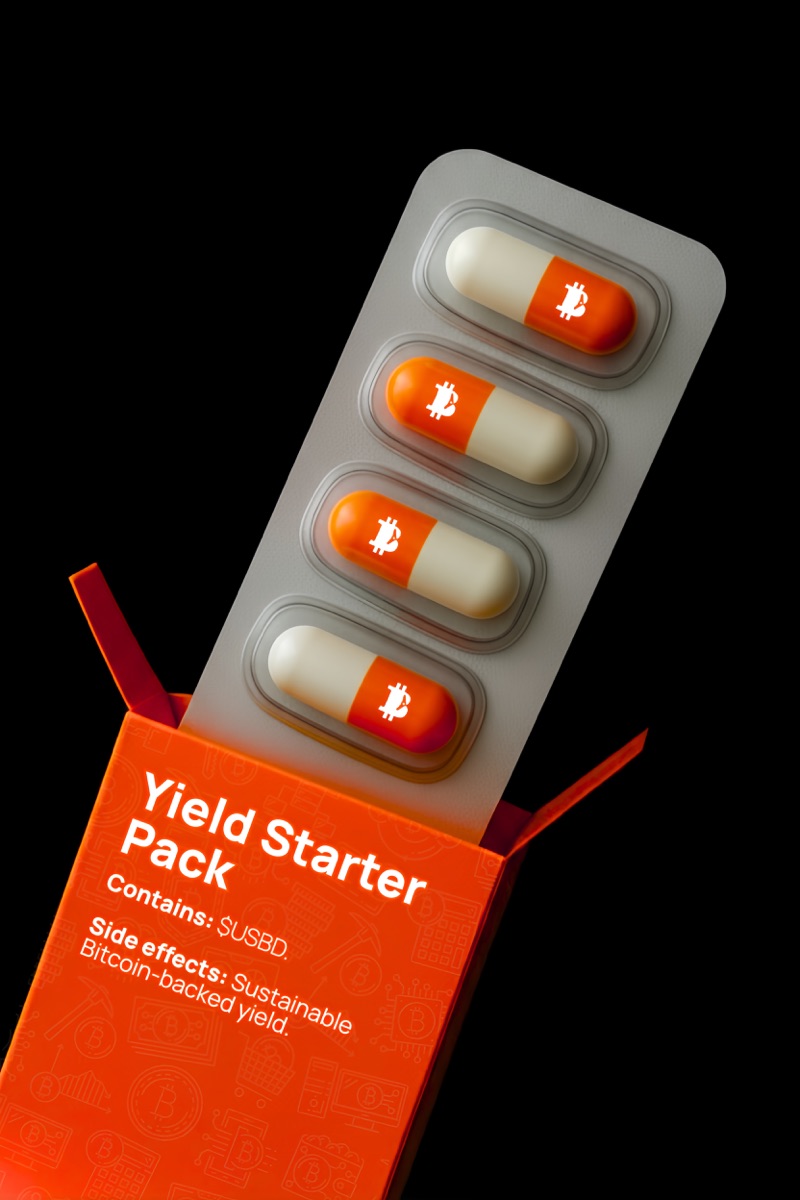 Yield Starter
Pack
Contains: $USBD.
Side effects: Sustainable
Bitcoin-backed yield.